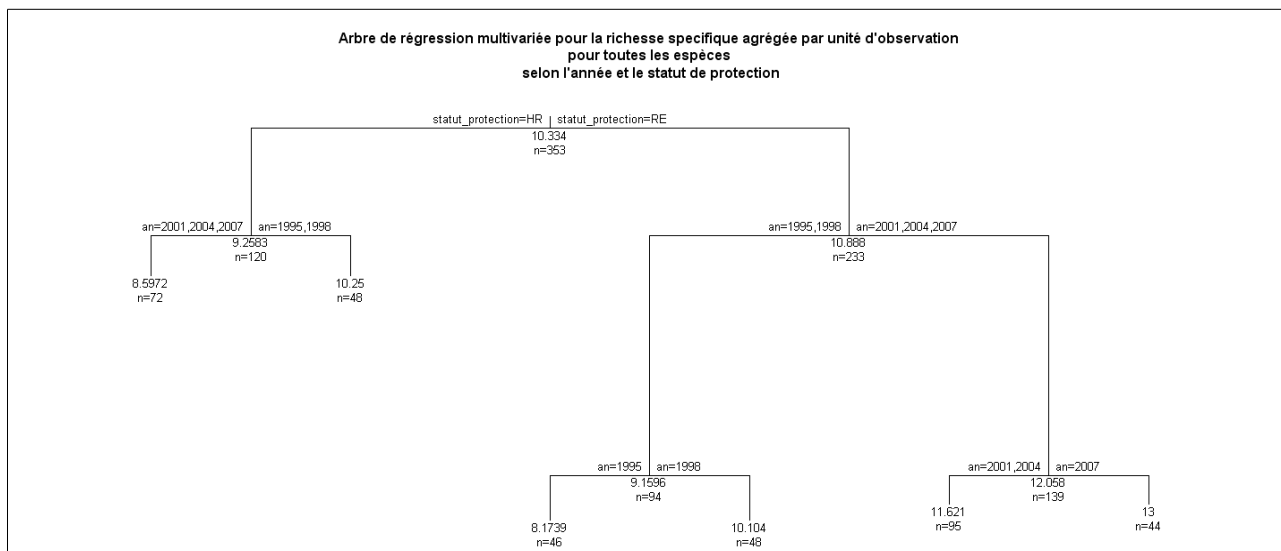 Arbre de régression multivariée pour la richesse specifique agrégée par unité d'observation
pour toutes les espèces
selon l'année et le statut de protection
statut_protection=HR statut_protection=RE
10.334
n=353
an=2001,2004,2007 an=1995,1998
9.2583
n=120
8.5972
n=72
10.25
n=48
an=1995,1998 an=2001,2004,2007
10.888
n=233
an=1995 an=1998
9.1596
n=94
8.1739
n=46
10.104
n=48
an=2001,2004 an=2007
12.058
n=139
11.621
n=95
13
n=44